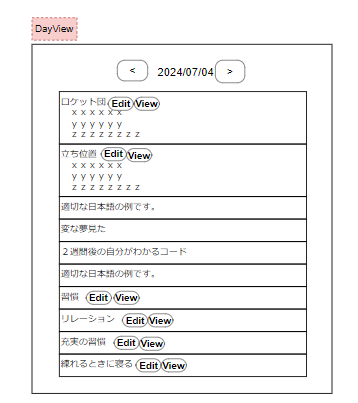 DayView
< 2024/07/04 >
ロケット団 Edit View
x x x x x x
y y y y y y
z z z z z z z z
立ち位置 Edit View
x x x x x x
y y y y y y
z z z z z z z z
適切な日本語の例です。
変な夢見た
２週間後の自分がわかるコード
適切な日本語の例です。
習慣 Edit View
リレーション Edit View
充実の習慣 Edit View
練れるときに寝る Edit View